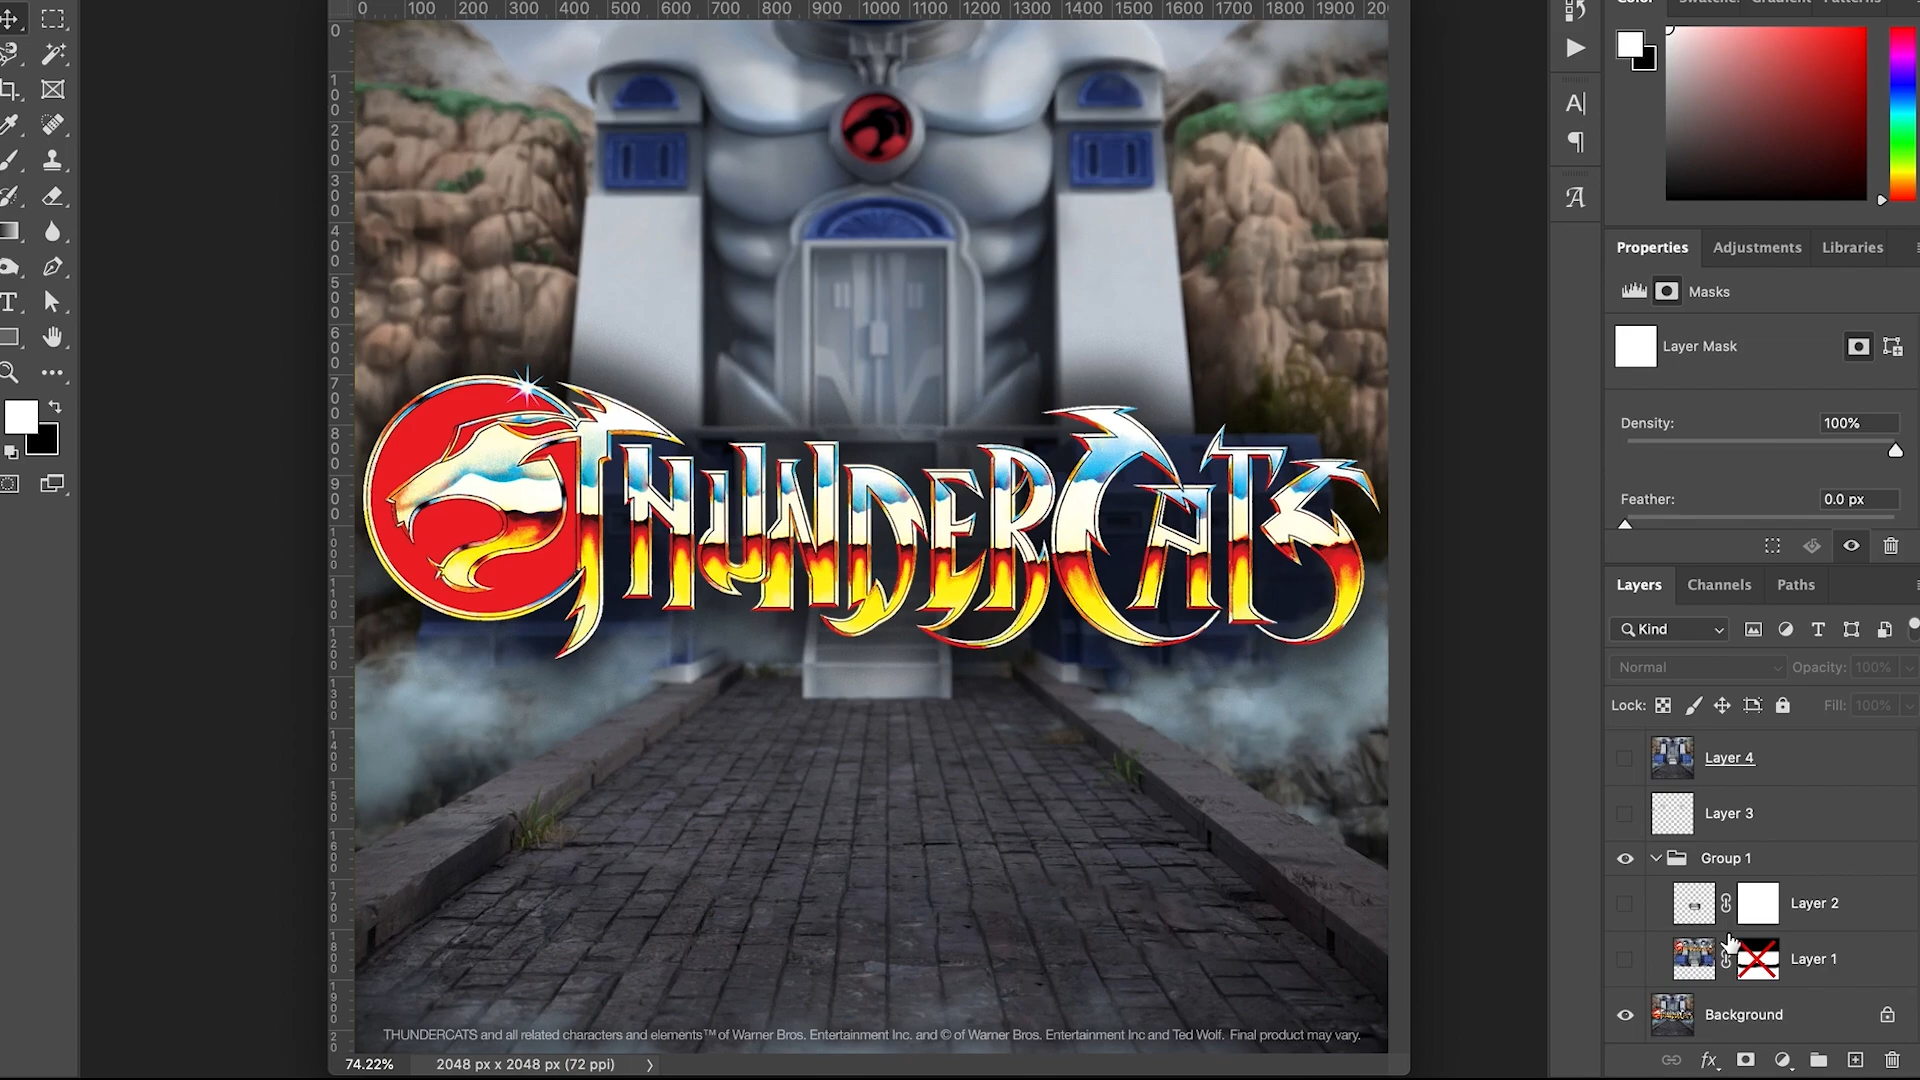 0 100 200 300 400 500 600 700 800 900 1000 1100 1200 1300 1400 1500 1600 1700 1800 1900
Color Swatches Gradient Patterns
Properties Adjustments Libraries
Masks
Layer Mask
Density: 100%
Feather: 0.0 px
THUNDERCATS
Layers Channels Paths
Kind
Normal Opacity: 100%
Lock: Fill: 100%
Layer 4
Layer 3
Group 1
Layer 2
Layer 1
Background
THUNDERCATS and all related characters and elements™ of Warner Bros. Entertainment Inc. and © of Warner Bros. Entertainment Inc and Ted Wolf. Final product may vary.
74.22% 2048 px x 2048 px (72 ppi)